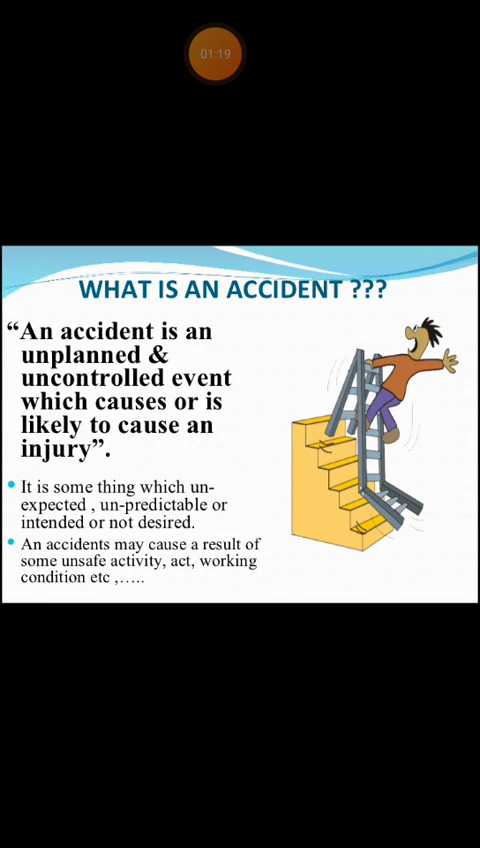 01:19
WHAT IS AN ACCIDENT ???
“An accident is an
unplanned &
uncontrolled event
which causes or is
likely to cause an
injury”.
It is some thing which un-
expected , un-predictable or
intended or not desired.
An accidents may cause a result of
some unsafe activity, act, working
condition etc ,…..